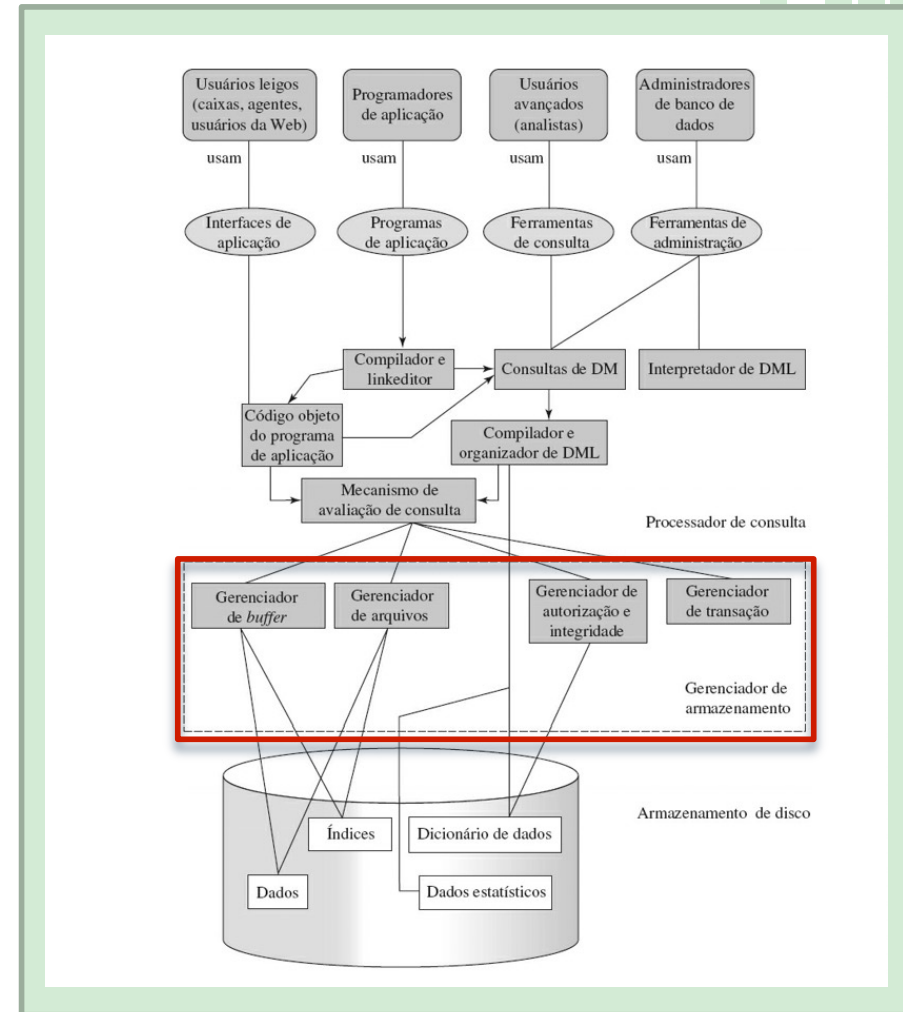 Usuários leigos
(caixas, agentes,
usuários da Web)
Programadores
de aplicação
Usuários
avançados
(analistas)
Administradores
de banco de
dados
usam
usam
usam
usam
Interfaces de
aplicação
Programas
de aplicação
Ferramentas
de consulta
Ferramentas de
administração
Compilador e
linkeditor
Consultas de DM
Interpretador de DML
Código objeto
do programa
de aplicação
Compilador e
organizador de DML
Mecanismo de
avaliação de consulta
Processador de consulta
Gerenciador
de buffer
Gerenciador
de arquivos
Gerenciador de
autorização e
integridade
Gerenciador
de transação
Gerenciador de
armazenamento
Armazenamento de disco
Índices
Dicionário de dados
Dados
Dados estatísticos